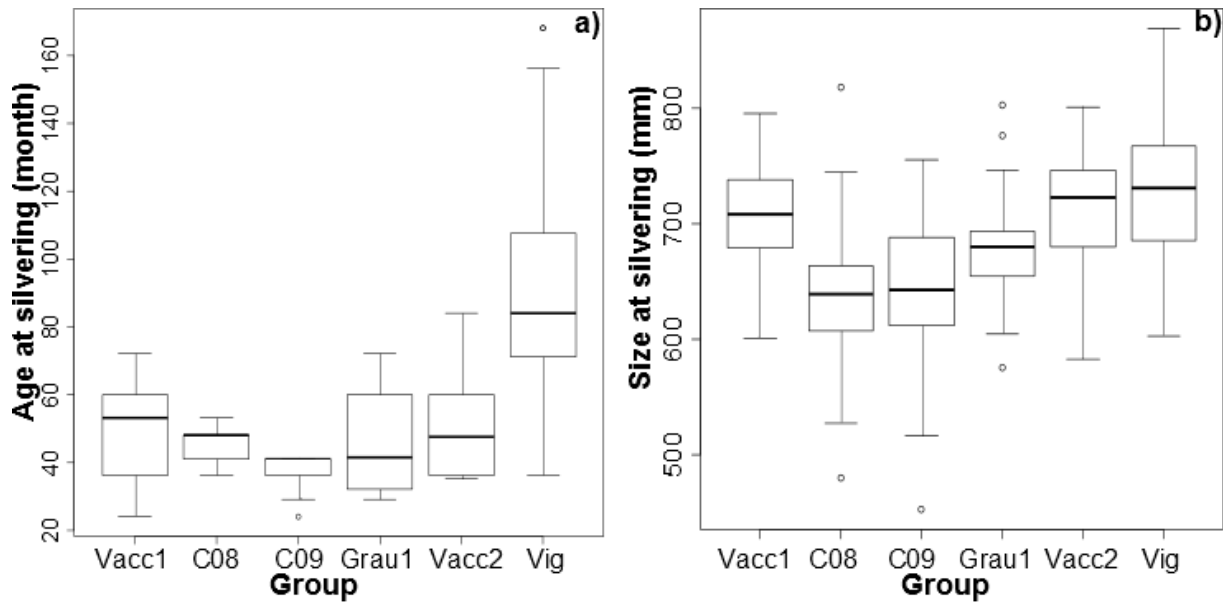 a)
Age at silvering (month)
160
140
120
100
80
60
40
20
Vacc1 C08 C09 Grau1 Vacc2 Vig
Group
b)
Size at silvering (mm)
800
700
600
500
Vacc1 C08 C09 Grau1 Vacc2 Vig
Group